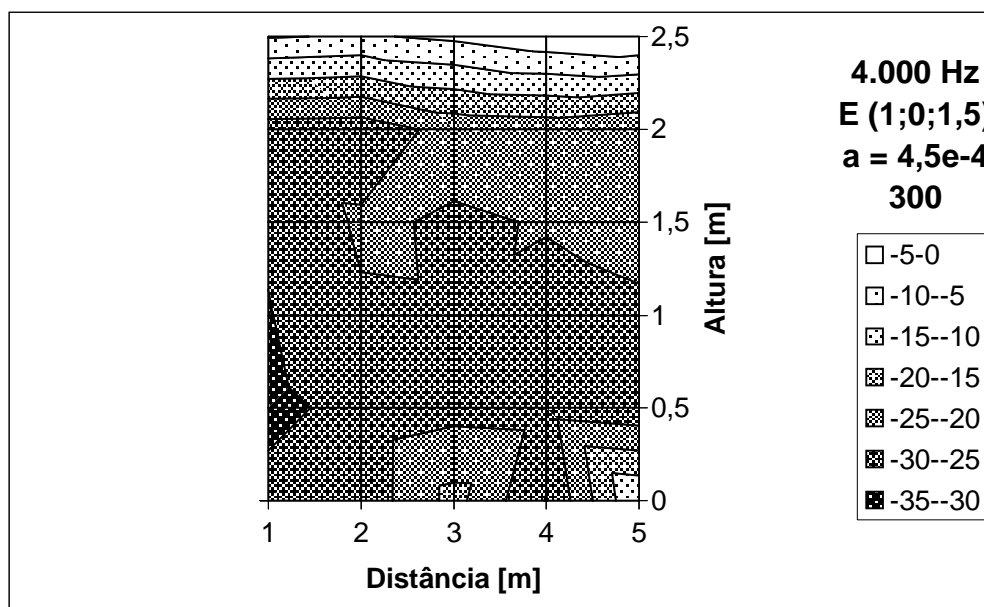 2,5
2
1,5
1
0,5
0
Altura [m]
1 2 3 4 5
Distância [m]
4.000 Hz
E (1;0;1,5)
a = 4,5e-4
300
-5-0
-10--5
-15--10
-20--15
-25--20
-30--25
-35--30